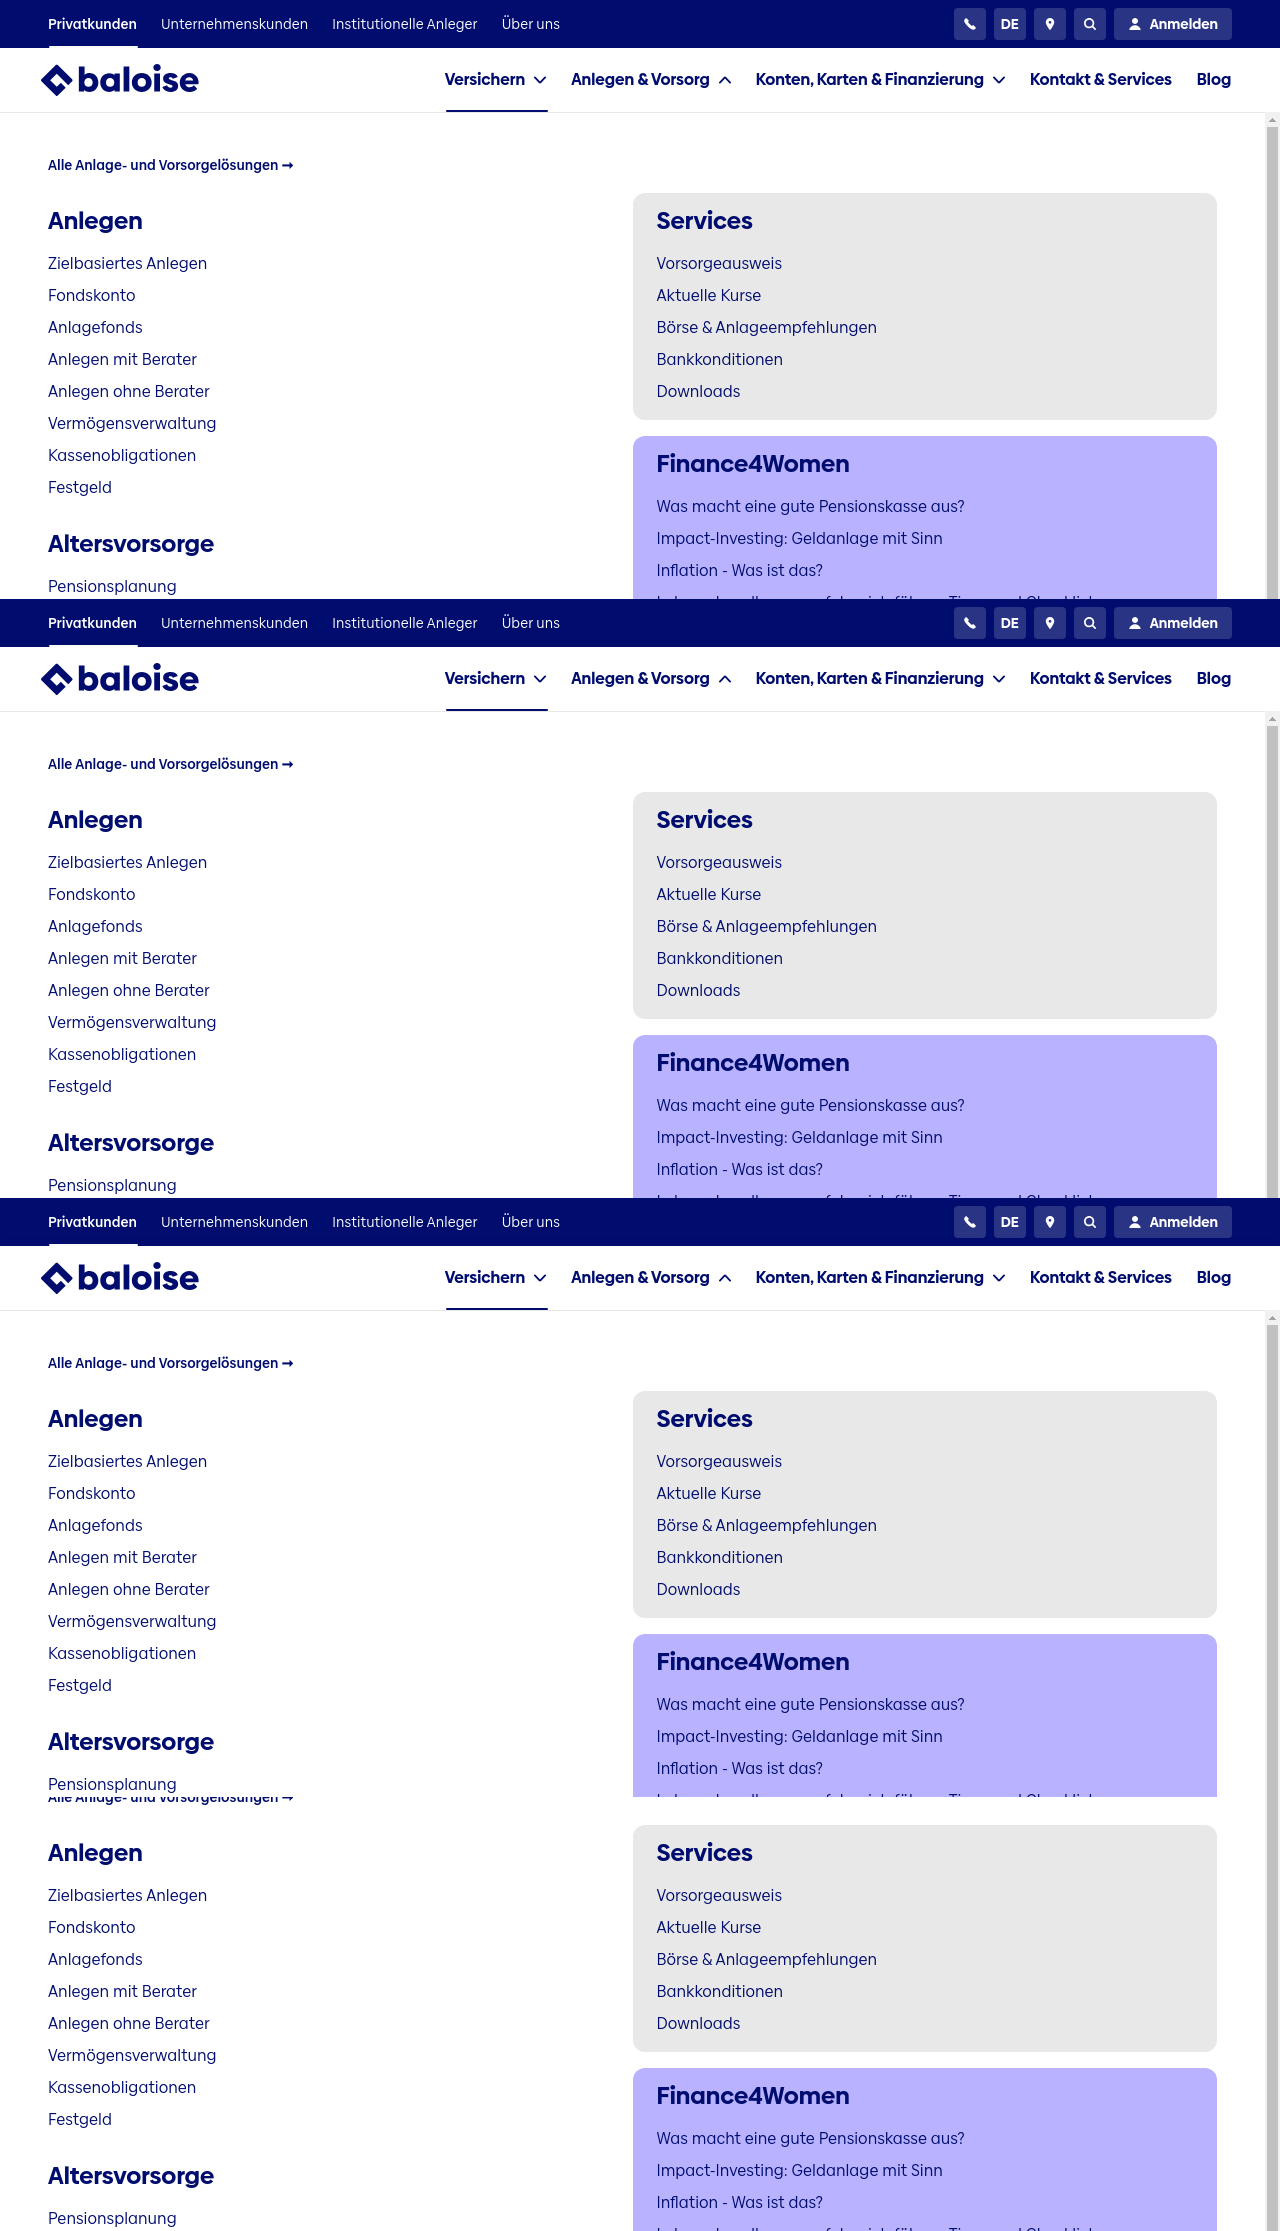 Privatkunden Unternehmenskunden Institutionelle Anleger Über uns DE Anmelden
baloise Versichern Anlegen & Vorsorg Konten, Karten & Finanzierung Kontakt & Services Blog
Alle Anlage- und Vorsorgelösungen →
Anlegen
Zielbasiertes Anlegen
Fondskonto
Anlagefonds
Anlegen mit Berater
Anlegen ohne Berater
Vermögensverwaltung
Kassenobligationen
Festgeld
Altersvorsorge
Pensionsplanung
Services
Vorsorgeausweis
Aktuelle Kurse
Börse & Anlageempfehlungen
Bankkonditionen
Downloads
Finance4Women
Was macht eine gute Pensionskasse aus?
Impact-Investing: Geldanlage mit Sinn
Inflation - Was ist das?
Privatkunden Unternehmenskunden Institutionelle Anleger Über uns DE Anmelden
baloise Versichern Anlegen & Vorsorg Konten, Karten & Finanzierung Kontakt & Services Blog
Alle Anlage- und Vorsorgelösungen →
Anlegen
Zielbasiertes Anlegen
Fondskonto
Anlagefonds
Anlegen mit Berater
Anlegen ohne Berater
Vermögensverwaltung
Kassenobligationen
Festgeld
Altersvorsorge
Pensionsplanung
Services
Vorsorgeausweis
Aktuelle Kurse
Börse & Anlageempfehlungen
Bankkonditionen
Downloads
Finance4Women
Was macht eine gute Pensionskasse aus?
Impact-Investing: Geldanlage mit Sinn
Inflation - Was ist das?
Privatkunden Unternehmenskunden Institutionelle Anleger Über uns DE Anmelden
baloise Versichern Anlegen & Vorsorg Konten, Karten & Finanzierung Kontakt & Services Blog
Alle Anlage- und Vorsorgelösungen →
Anlegen
Zielbasiertes Anlegen
Fondskonto
Anlagefonds
Anlegen mit Berater
Anlegen ohne Berater
Vermögensverwaltung
Kassenobligationen
Festgeld
Altersvorsorge
Pensionsplanung
Services
Vorsorgeausweis
Aktuelle Kurse
Börse & Anlageempfehlungen
Bankkonditionen
Downloads
Finance4Women
Was macht eine gute Pensionskasse aus?
Impact-Investing: Geldanlage mit Sinn
Inflation - Was ist das?
Alle Anlage- und Vorsorgelösungen →
Anlegen
Zielbasiertes Anlegen
Fondskonto
Anlagefonds
Anlegen mit Berater
Anlegen ohne Berater
Vermögensverwaltung
Kassenobligationen
Festgeld
Altersvorsorge
Pensionsplanung
Services
Vorsorgeausweis
Aktuelle Kurse
Börse & Anlageempfehlungen
Bankkonditionen
Downloads
Finance4Women
Was macht eine gute Pensionskasse aus?
Impact-Investing: Geldanlage mit Sinn
Inflation - Was ist das?